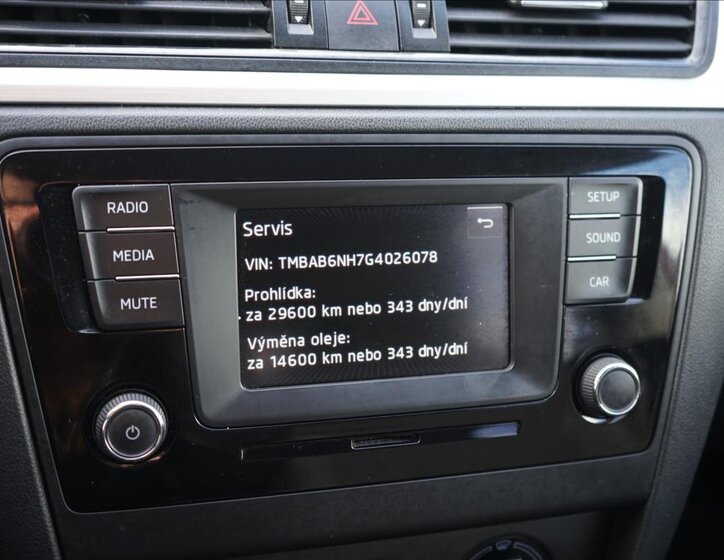 RADIO
MEDIA
MUTE
Servis
VIN: TMBAB6NH7G4026078
Prohlídka:
za 29600 km nebo 343 dny/dní
Výměna oleje:
za 14600 km nebo 343 dny/dní
SETUP
SOUND
CAR